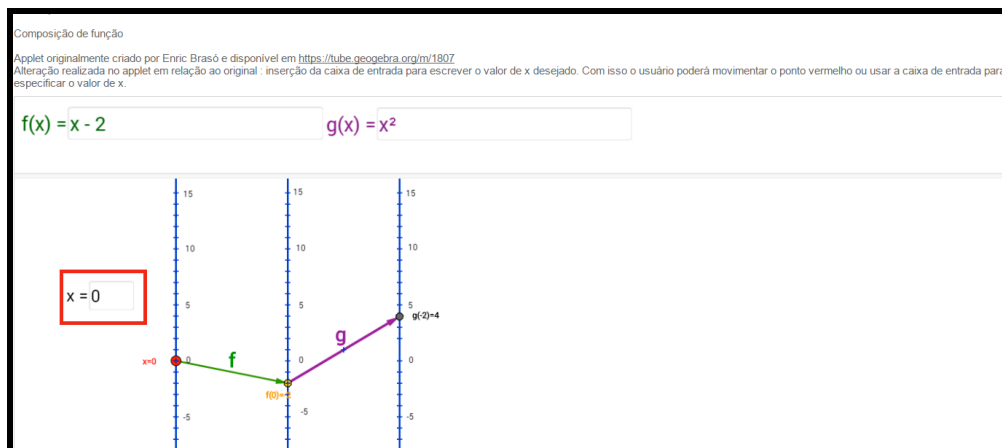 Composição de função
Applet originalmente criado por Enric Brasó e disponível em https://tube.geogebra.org/m/1807
Alteração realizada no applet em relação ao original : inserção da caixa de entrada para escrever o valor de x desejado. Com isso o usuário poderá movimentar o ponto vermelho ou usar a caixa de entrada para
especificar o valor de x.
f(x) = x - 2 g(x) = x²
15 15 15
10 10 10
x = 0
5 5 5
g(-2)=4
g
x=0 0 f 0 0
f(0)=-2
-5 -5 -5